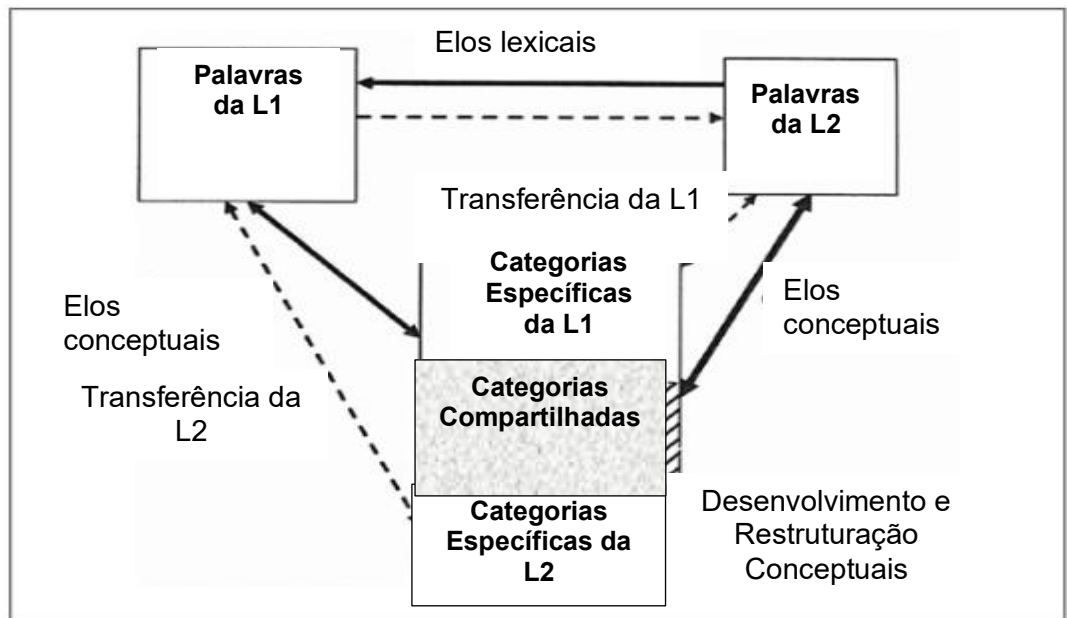 Elos lexicais
Palavras
da L1
Palavras
da L2
Transferência da L1
Categorias
Específicas
da L1
Elos
conceptuais
Elos
conceptuais
Categorias
Compartilhadas
Transferência da
L2
Categorias
Específicas da
L2
Desenvolvimento e
Restruturação
Conceptuais